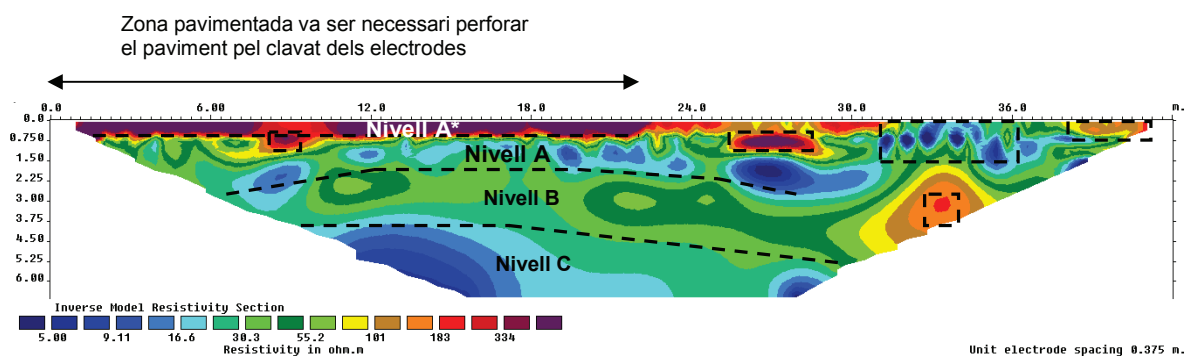 Zona pavimentada va ser necessari perforar
el paviment pel clavat dels electrodes
0.0 6.00 12.0 18.0 24.0 30.0 36.0 m.
0.0
0.750
1.50
2.25
3.00
3.75
4.50
5.25
6.00
Nivell A*
Nivell A
Nivell B
Nivell C
Inverse Model Resistivity Section
5.00 9.11 16.6 30.3 55.2 101 183 334
Resistivity in ohm.m
Unit electrode spacing 0.375 m.